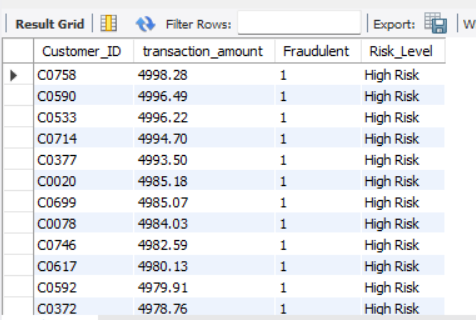 Result Grid Filter Rows: Export: W
Customer_ID transaction_amount Fraudulent Risk_Level
C0758 4998.28 1 High Risk
C0590 4996.49 1 High Risk
C0533 4996.22 1 High Risk
C0714 4994.70 1 High Risk
C0377 4993.50 1 High Risk
C0020 4985.18 1 High Risk
C0699 4985.07 1 High Risk
C0078 4984.03 1 High Risk
C0746 4982.59 1 High Risk
C0617 4980.13 1 High Risk
C0592 4979.91 1 High Risk
C0372 4978.76 1 High Risk